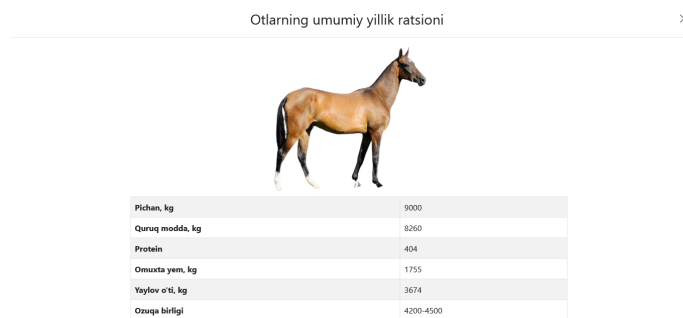 Otlarning umumiy yillik ratsioni
Pichan, kg 9000
Quruq modda, kg 8260
Protein 404
Omuxta yem, kg 1755
Yaylov o'ti, kg 3674
Ozuqa birligi 4200-4500